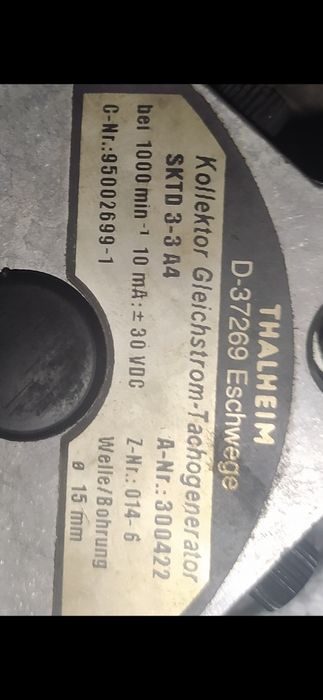 THALHEIM
D-37269 Eschwege
Kollektor Gleichstrom-Tachogenerator
SKTD 3-3 A4 A-Nr.: 300422
bei 1000 min⁻¹ 10 mA: ± 30 VDC Z-Nr.: 014-6
C-Nr.: 95002699-1 Welle/Bohrung
ø 15 mm